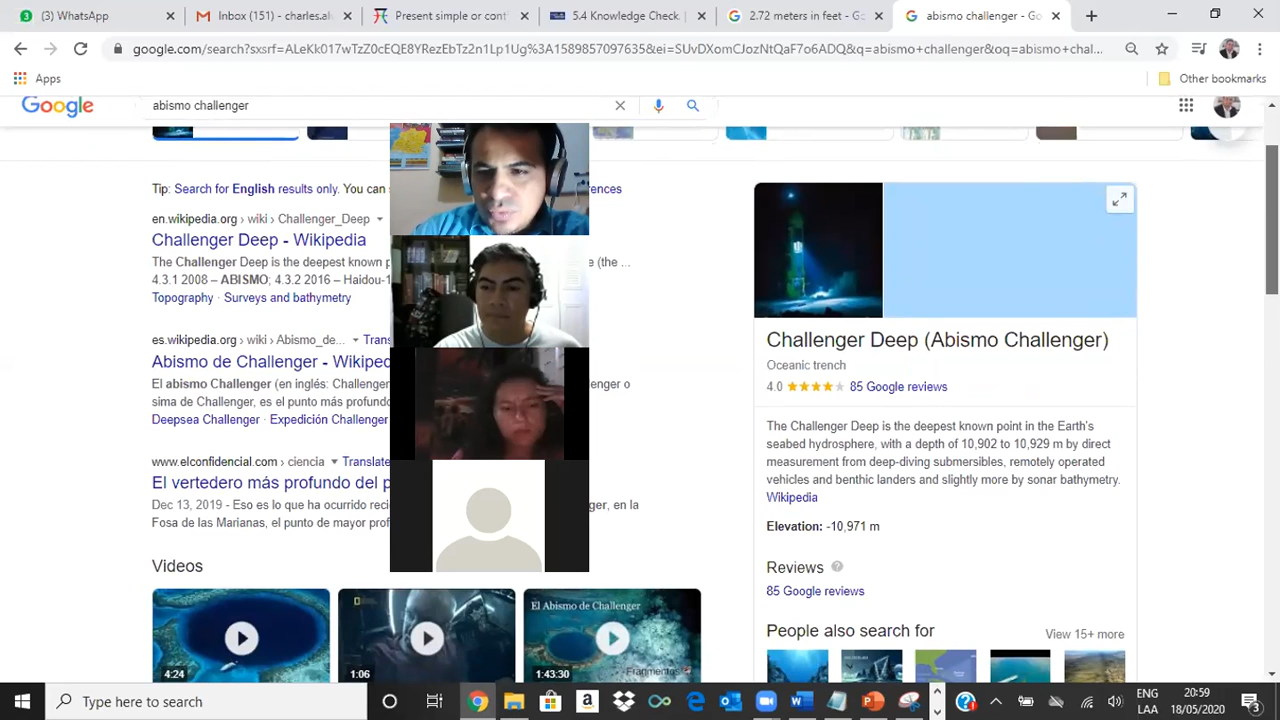 (3) WhatsApp
Inbox (151) - charles.al
Present simple or cont
5.4 Knowledge Check
2.72 meters in feet - Go
abismo challenger - Go
google.com/search?sxsrf=ALeKk017wTzZ0cEQE8YRezEbTz2n1Lp1Ug%3A1589857097635&ei=SUvDXomCJozNtQaF7o6ADQ&q=abismo+challenger&oq=abismo+chal...
Apps
Other bookmarks
Google
abismo challenger
Tip: Search for English results only. You can
ferences
en.wikipedia.org › wiki › Challenger_Deep
Challenger Deep - Wikipedia
The Challenger Deep is the deepest known p
e (the ...
4.3.1 2008 – ABISMO; 4.3.2 2016 – Haidou-1
Topography · Surveys and bathymetry
es.wikipedia.org › wiki › Abismo_de...
Trans
Abismo de Challenger - Wikiped
El abismo Challenger (en inglés: Challenger
enger o
sima de Challenger, es el punto más profundo
Deepsea Challenger · Expedición Challenger
www.elconfidencial.com › ciencia
Translate
El vertedero más profundo del p
Dec 13, 2019 - Eso es lo que ha ocurrido reci
nger, en la
Fosa de las Marianas, el punto de mayor prof
Videos
4:24
1:06
El Abismo de Challenger
Fragmentos
1:43:30
Challenger Deep (Abismo Challenger)
Oceanic trench
4.0
85 Google reviews
The Challenger Deep is the deepest known point in the Earth's
seabed hydrosphere, with a depth of 10,902 to 10,929 m by direct
measurement from deep-diving submersibles, remotely operated
vehicles and benthic landers and slightly more by sonar bathymetry.
Wikipedia
Elevation: -10,971 m
Reviews
85 Google reviews
People also search for
View 15+ more
Type here to search
ENG
LAA
20:59
18/05/2020
3